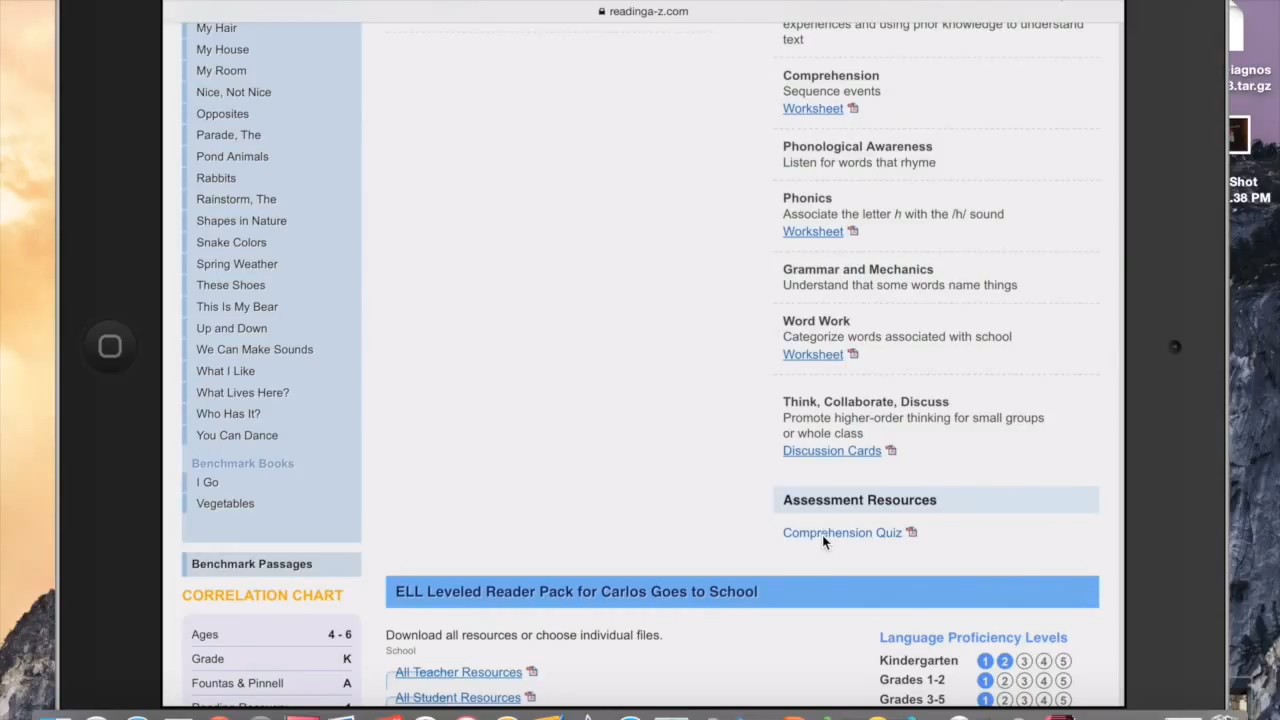 readinga-z.com
My Hair
My House
My Room
Nice, Not Nice
Opposites
Parade, The
Pond Animals
Rabbits
Rainstorm, The
Shapes in Nature
Snake Colors
Spring Weather
These Shoes
This Is My Bear
Up and Down
We Can Make Sounds
What I Like
What Lives Here?
Who Has It?
You Can Dance
Benchmark Books
I Go
Vegetables
Benchmark Passages
CORRELATION CHART
Ages 4 - 6
Grade K
Fountas & Pinnell A
experiences and using prior knowledge to understand
text
Comprehension
Sequence events
Worksheet
Phonological Awareness
Listen for words that rhyme
Phonics
Associate the letter h with the /h/ sound
Worksheet
Grammar and Mechanics
Understand that some words name things
Word Work
Categorize words associated with school
Worksheet
Think, Collaborate, Discuss
Promote higher-order thinking for small groups
or whole class
Discussion Cards
Assessment Resources
Comprehension Quiz
ELL Leveled Reader Pack for Carlos Goes to School
Download all resources or choose individual files.
School
All Teacher Resources
All Student Resources
Language Proficiency Levels
Kindergarten 1 2 3 4 5
Grades 1-2 1 2 3 4 5
Grades 3-5 1 2 3 4 5
iagnos
.tar.gz
Shot
.38 PM